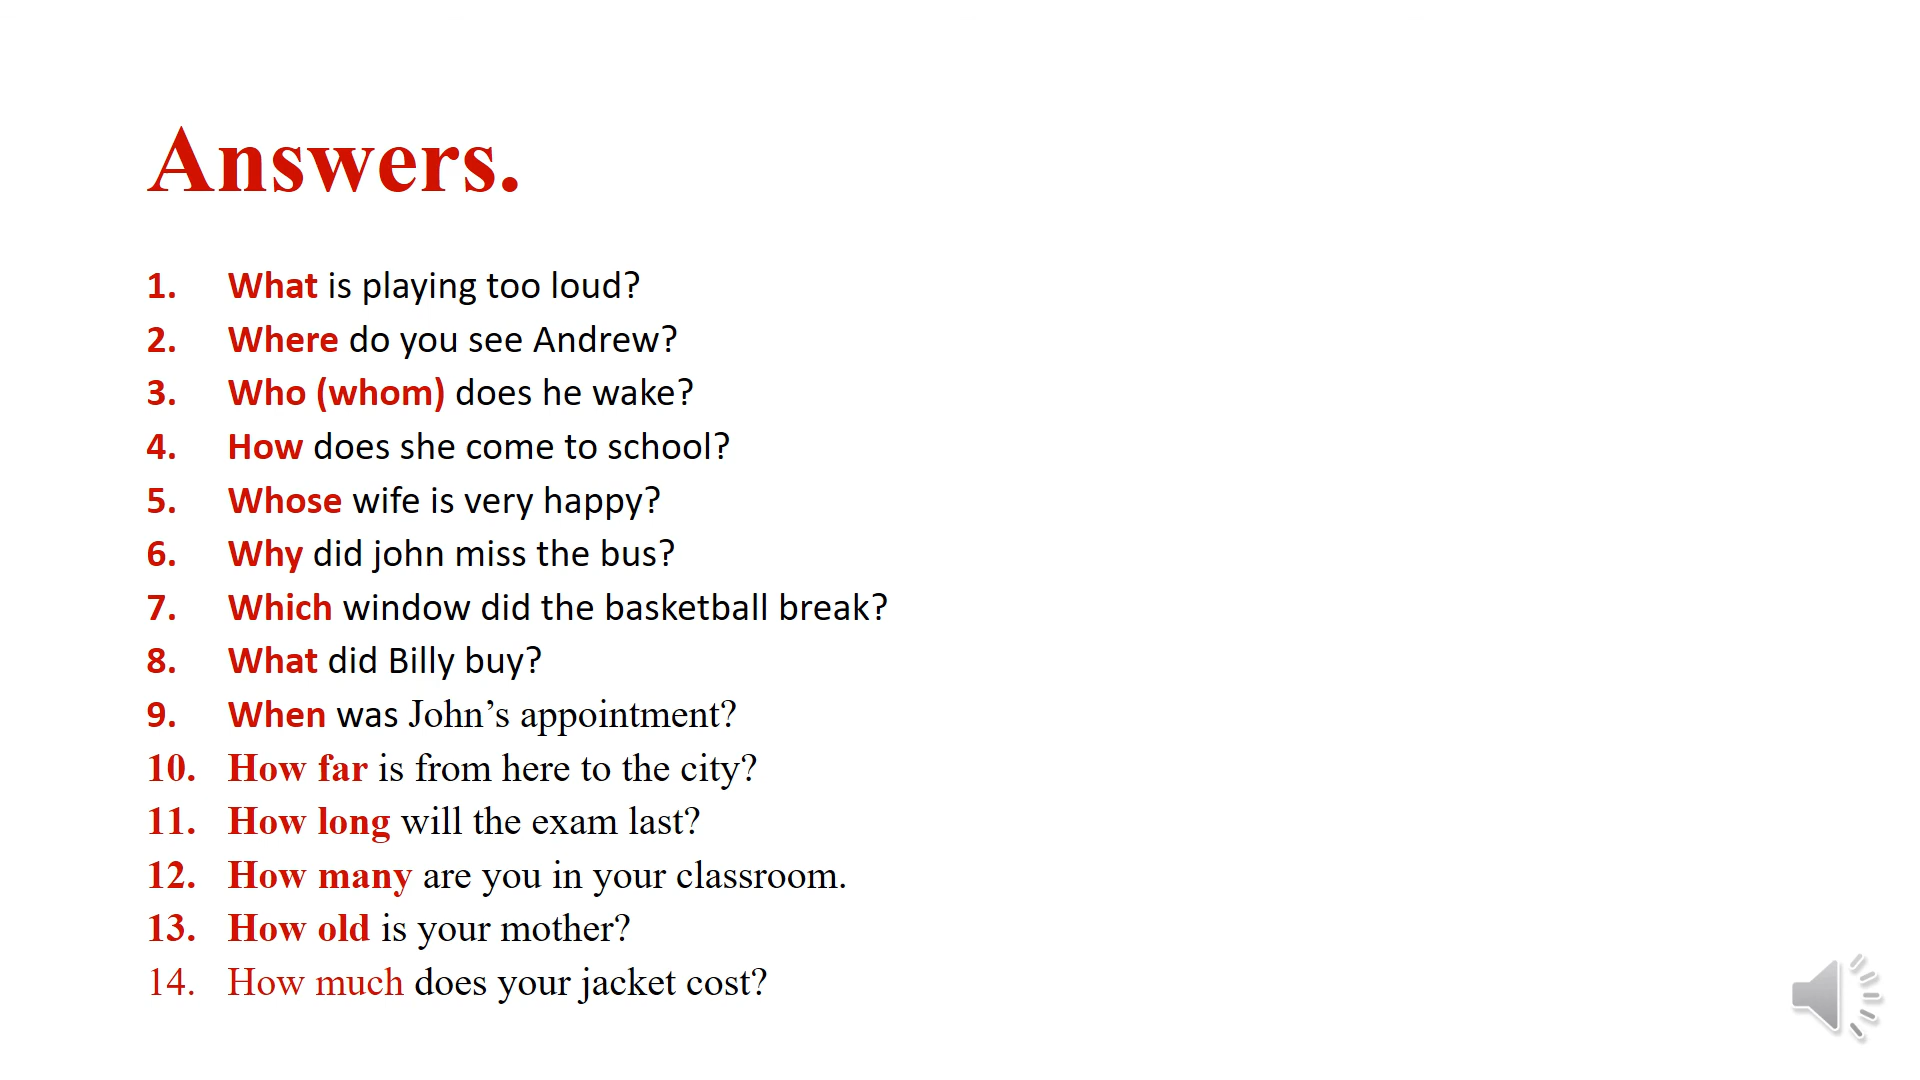 Answers.
1. What is playing too loud?
2. Where do you see Andrew?
3. Who (whom) does he wake?
4. How does she come to school?
5. Whose wife is very happy?
6. Why did john miss the bus?
7. Which window did the basketball break?
8. What did Billy buy?
9. When was John’s appointment?
10. How far is from here to the city?
11. How long will the exam last?
12. How many are you in your classroom.
13. How old is your mother?
14. How much does your jacket cost?